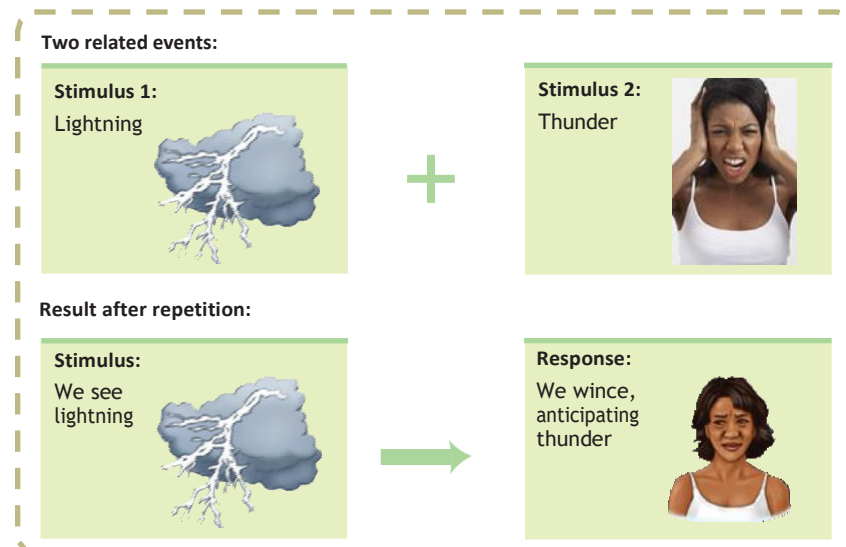 Two related events:
Stimulus 1:
Lightning
Stimulus 2:
Thunder
Result after repetition:
Stimulus:
We see
lightning
Response:
We wince,
anticipating
thunder